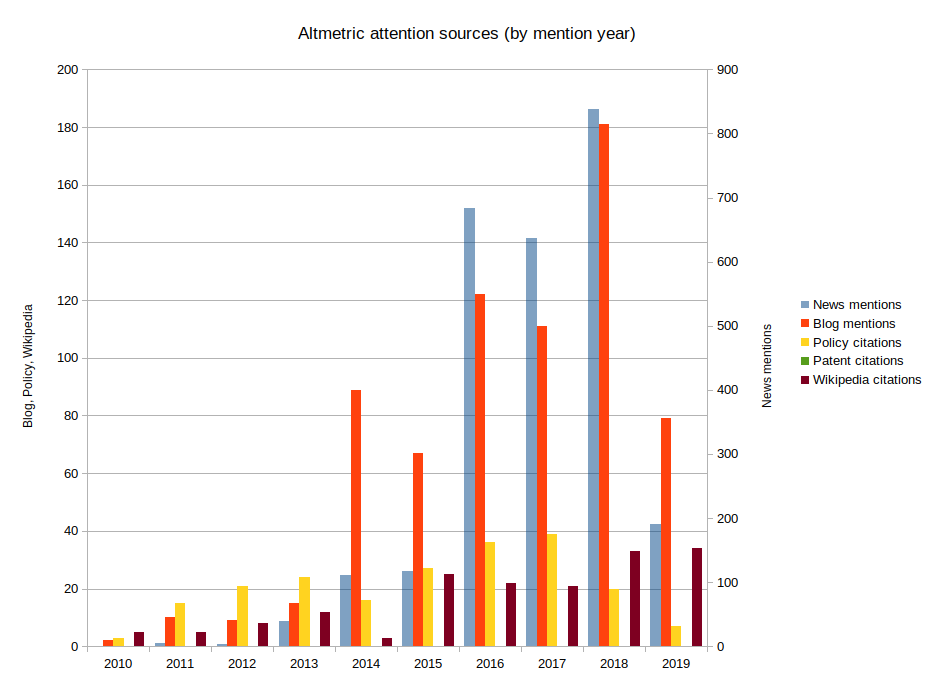 Altmetric attention sources (by mention year)
200
180
160
140
120
100
80
60
40
20
0
Blog, Policy, Wikipedia
900
800
700
600
500
400
300
200
100
0
News mentions
2010 2011 2012 2013 2014 2015 2016 2017 2018 2019
News mentions
Blog mentions
Policy citations
Patent citations
Wikipedia citations